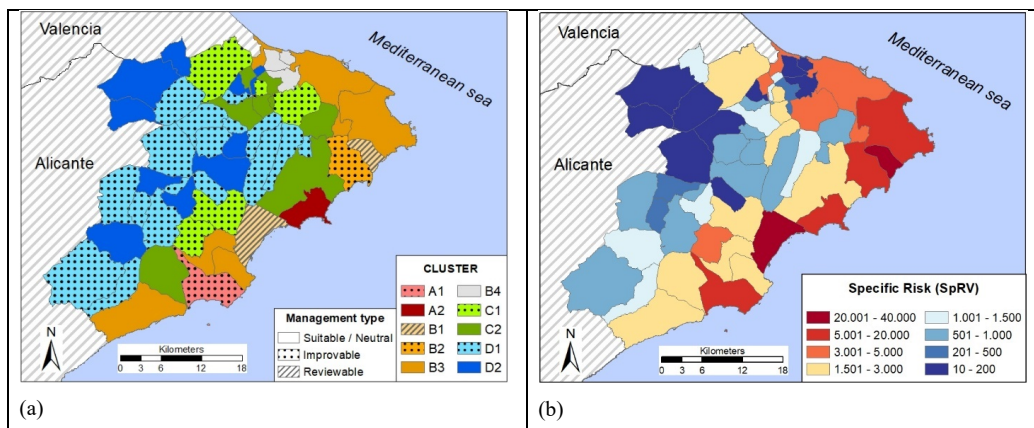 Valencia
Mediterranean sea
Alicante
CLUSTER
A1
A2
B1
B2
B3
B4
C1
C2
D1
D2
Management type
Suitable / Neutral
Improvable
Reviewable
N
Kilometers
0 3 6 12 18
(a)
Valencia
Mediterranean sea
Alicante
Specific Risk (SpRV)
20.001 - 40.000
5.001 - 20.000
3.001 - 5.000
1.501 - 3.000
1.001 - 1.500
501 - 1.000
201 - 500
10 - 200
N
Kilometers
0 3 6 12 18
(b)